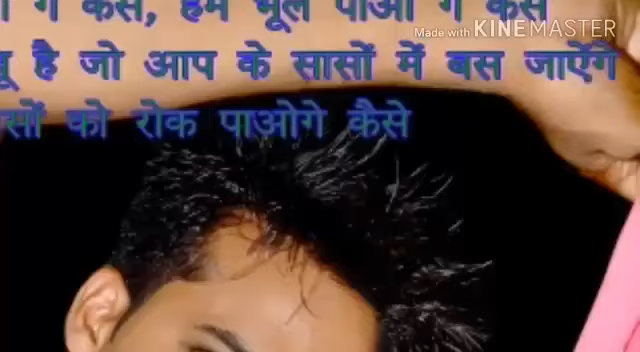 कैसे, हम भूल पाओगे कैसे
Made with KINEMASTER
है जो आप के सासों में बस जाऐंगे
को रोक पाओगे कैसे